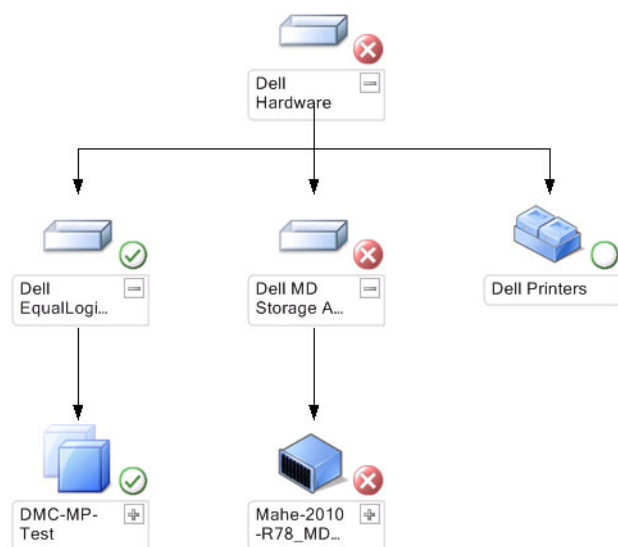 Dell
Hardware
Dell
EqualLogi...
Dell MD
Storage A...
Dell Printers
DMC-MP-
Test
Mahe-2010
-R78_MD...